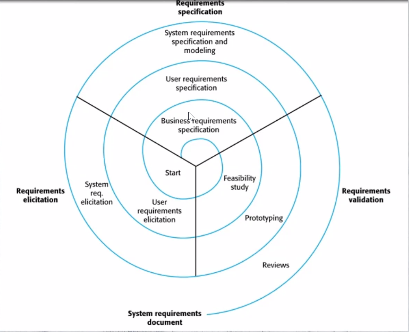 Requirements
specification
System requirements
specification and
modeling
User requirements
specification
Business requirements
specification
Start
Feasibility
study
System
req.
elicitation
User
requirements
elicitation
Requirements
elicitation
Requirements
validation
Prototyping
Reviews
System requirements
document